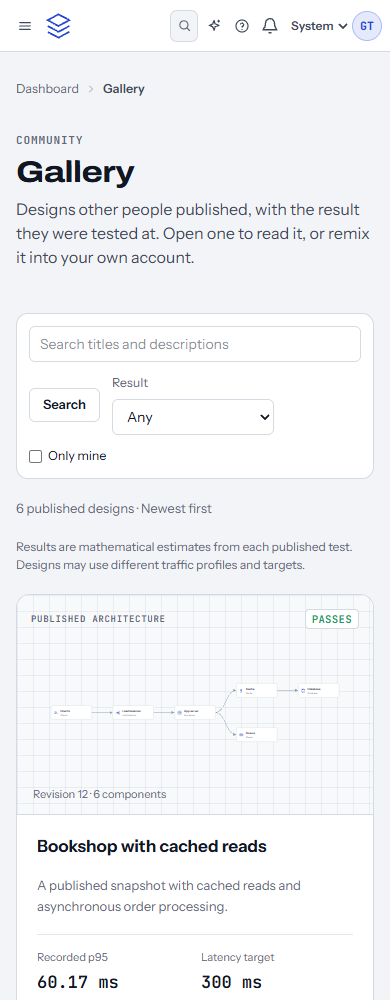 System
GT
Dashboard > Gallery
COMMUNITY
Gallery
Designs other people published, with the result
they were tested at. Open one to read it, or remix
it into your own account.
Search titles and descriptions
Result
Search
Any
Only mine
6 published designs · Newest first
Results are mathematical estimates from each published test.
Designs may use different traffic profiles and targets.
PUBLISHED ARCHITECTURE
PASSES
Revision 12 · 6 components
Bookshop with cached reads
A published snapshot with cached reads and
asynchronous order processing.
Recorded p95
Latency target
60.17 ms
300 ms